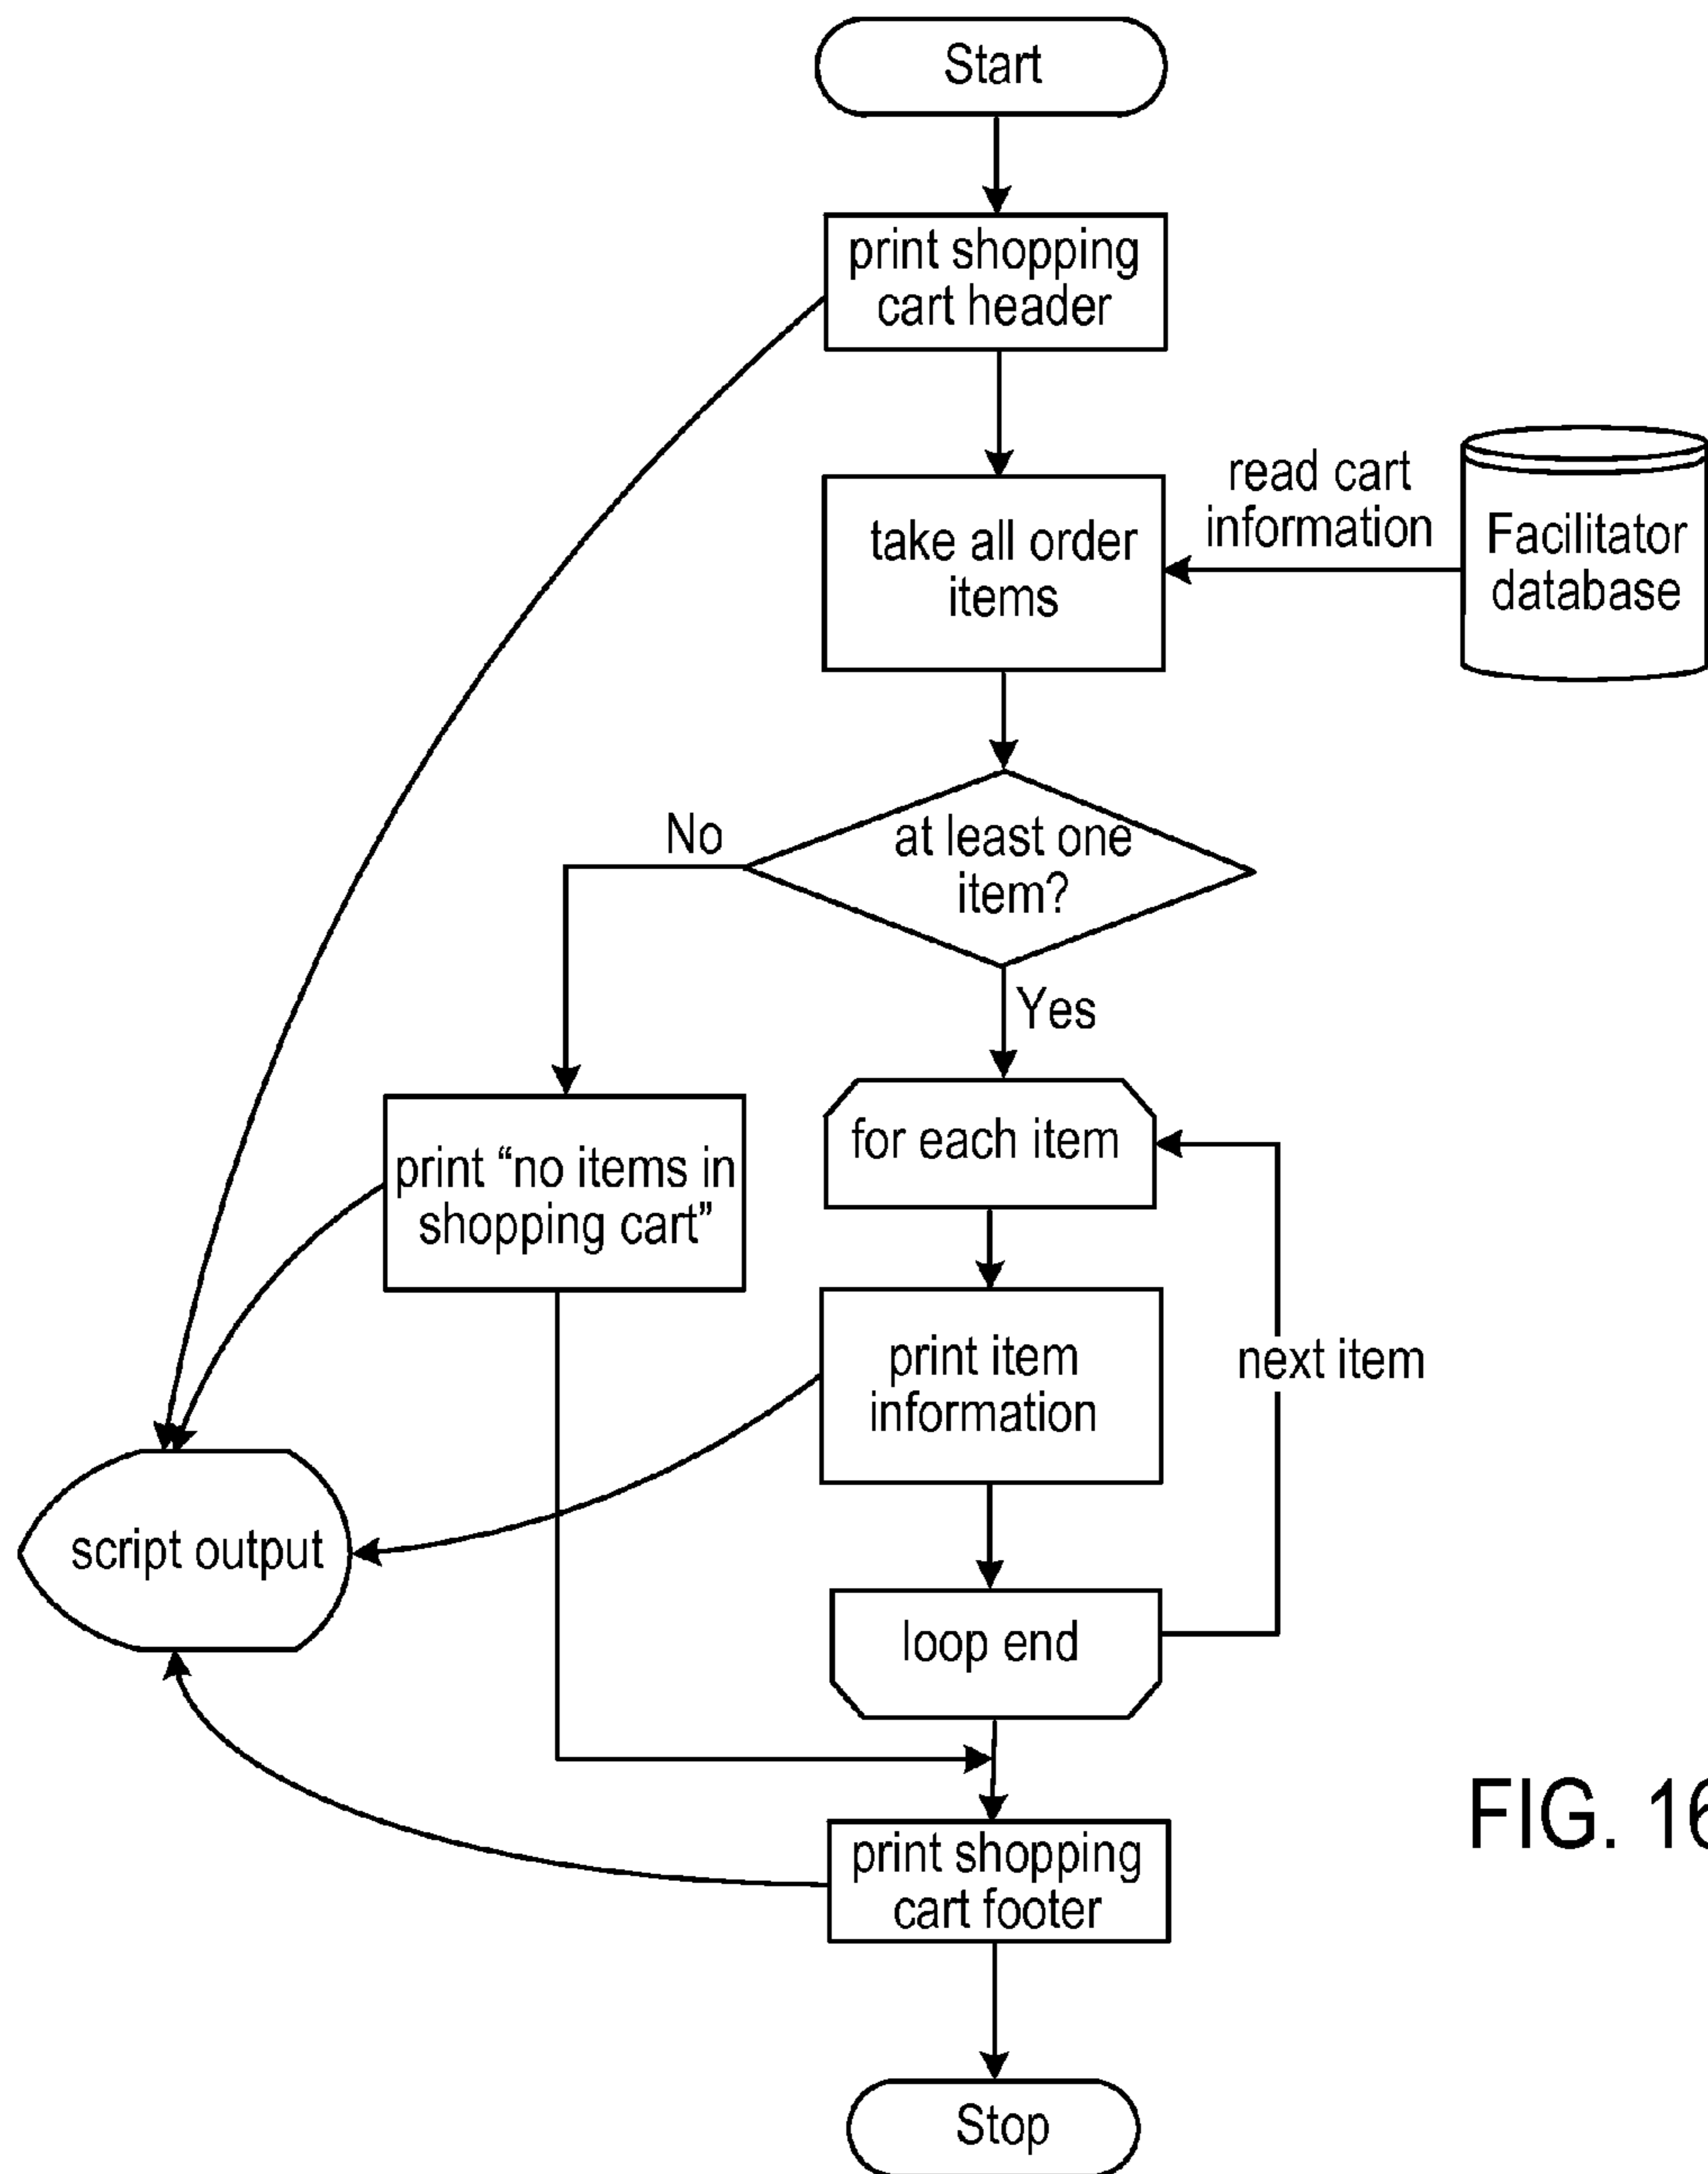 Start
print shopping
cart header
read cart
information
take all order
items
Facilitator
database
at least one
item?
No
Yes
for each item
print “no items in
shopping cart”
print item
information
next item
script output
loop end
print shopping
cart footer
FIG. 16
Stop